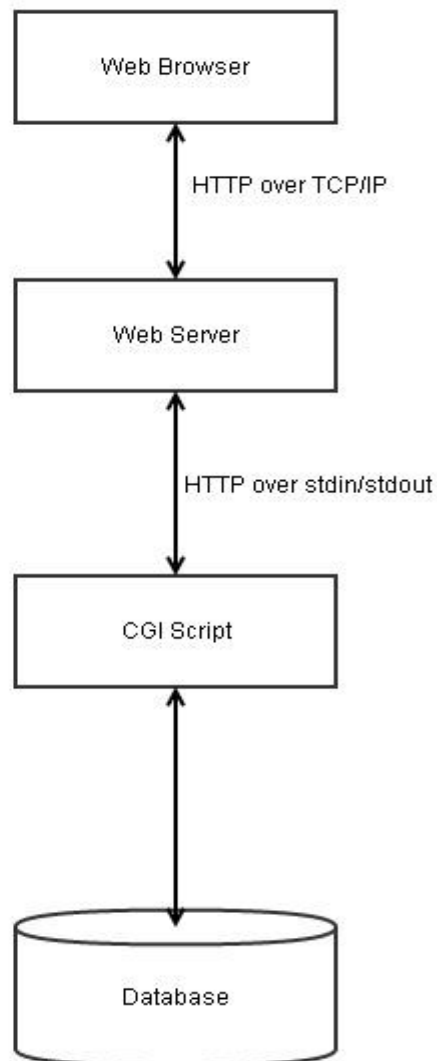 Web Browser
HTTP over TCP/IP
Web Server
HTTP over stdin/stdout
CGI Script
Database